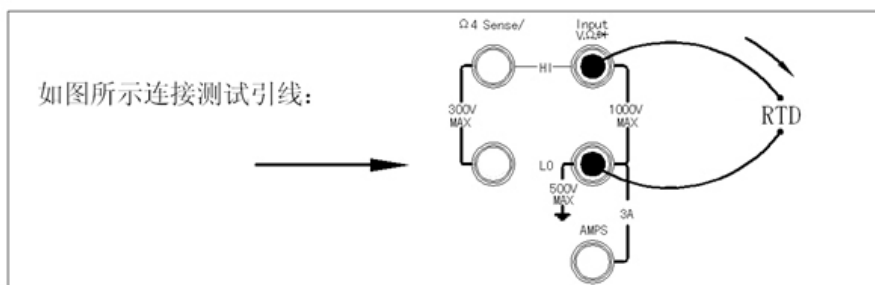 Ω4 Sense/
Input
V.Ω.
如图所示连接测试引线：
HI
300V
MAX
1000V
MAX
RTD
LO
500V
MAX
3A
AMPS